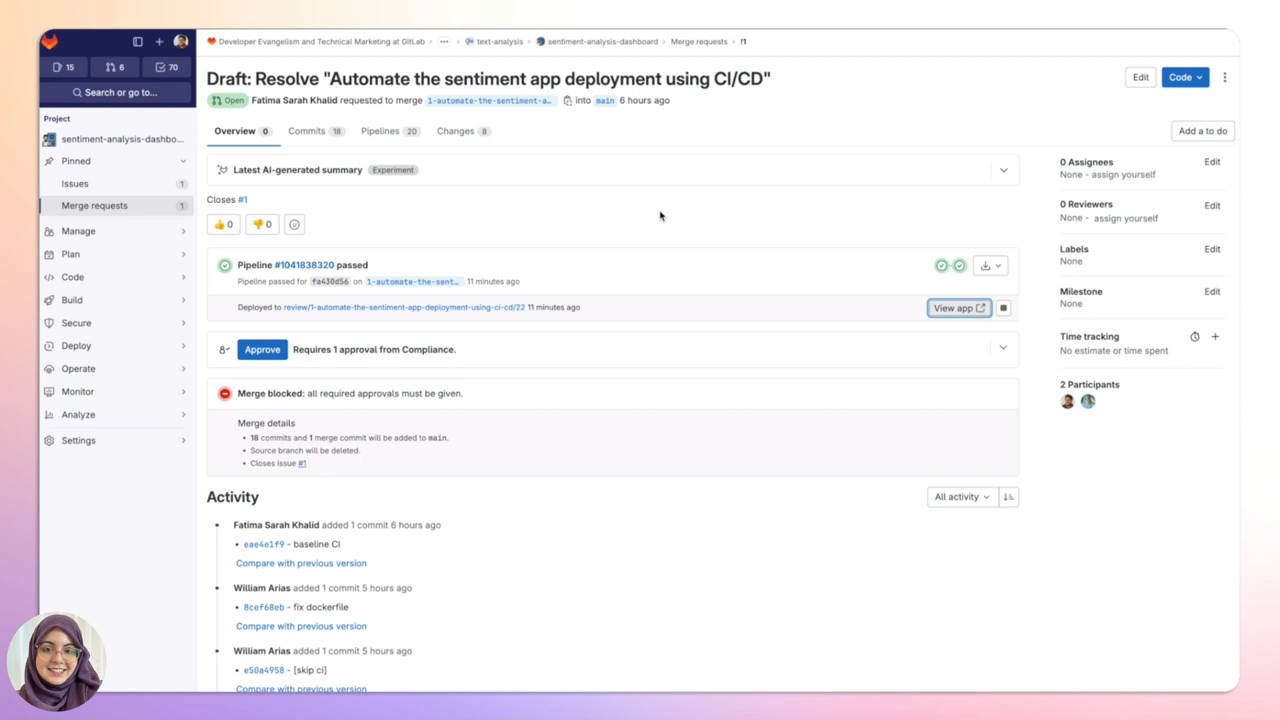 Developer Evangelism and Technical Marketing at GitLab › ··· › text-analysis › sentiment-analysis-dashboard › Merge requests › !1
15 6 70
Search or go to...
Project
sentiment-analysis-dashbo...
Pinned
Issues 1
Merge requests 1
Manage
Plan
Code
Build
Secure
Deploy
Operate
Monitor
Analyze
Settings
Draft: Resolve "Automate the sentiment app deployment using CI/CD"
Edit Code
Open Fatima Sarah Khalid requested to merge 1-automate-the-sentiment-a… into main 6 hours ago
Overview 0 Commits 18 Pipelines 20 Changes 8
Add a to do
Latest AI-generated summary Experiment
Closes #1
👍 0 👎 0
Pipeline #1041838320 passed
Pipeline passed for fa430d56 on 1-automate-the-sent… 11 minutes ago
Deployed to review/1-automate-the-sentiment-app-deployment-using-ci-cd/22 11 minutes ago
View app
Approve Requires 1 approval from Compliance.
Merge blocked: all required approvals must be given.
Merge details
• 18 commits and 1 merge commit will be added to main.
• Source branch will be deleted.
• Closes issue #1
Activity
All activity
Fatima Sarah Khalid added 1 commit 6 hours ago
• eae4e1f9 - baseline CI
Compare with previous version
William Arias added 1 commit 5 hours ago
• 8cef68eb - fix dockerfile
Compare with previous version
William Arias added 1 commit 5 hours ago
• e50a4958 - [skip ci]
Compare with previous version
0 Assignees Edit
None - assign yourself
0 Reviewers Edit
None - assign yourself
Labels Edit
None
Milestone Edit
None
Time tracking
No estimate or time spent
2 Participants